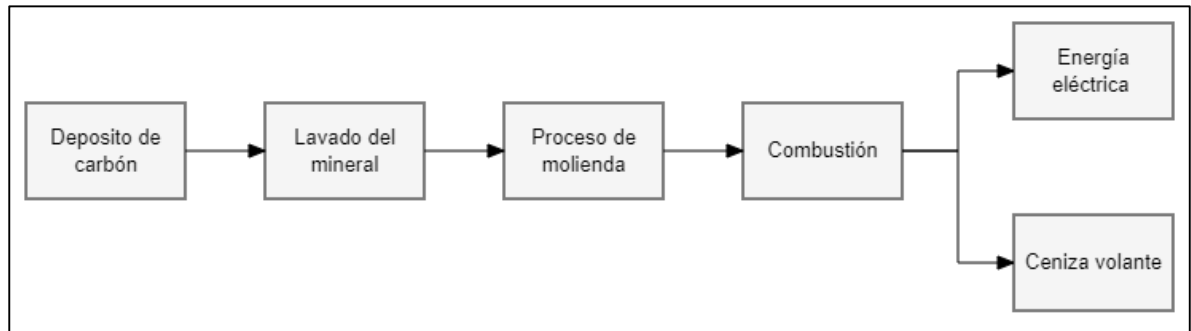 Deposito de
carbón
Lavado del
mineral
Proceso de
molienda
Combustión
Energía
eléctrica
Ceniza volante